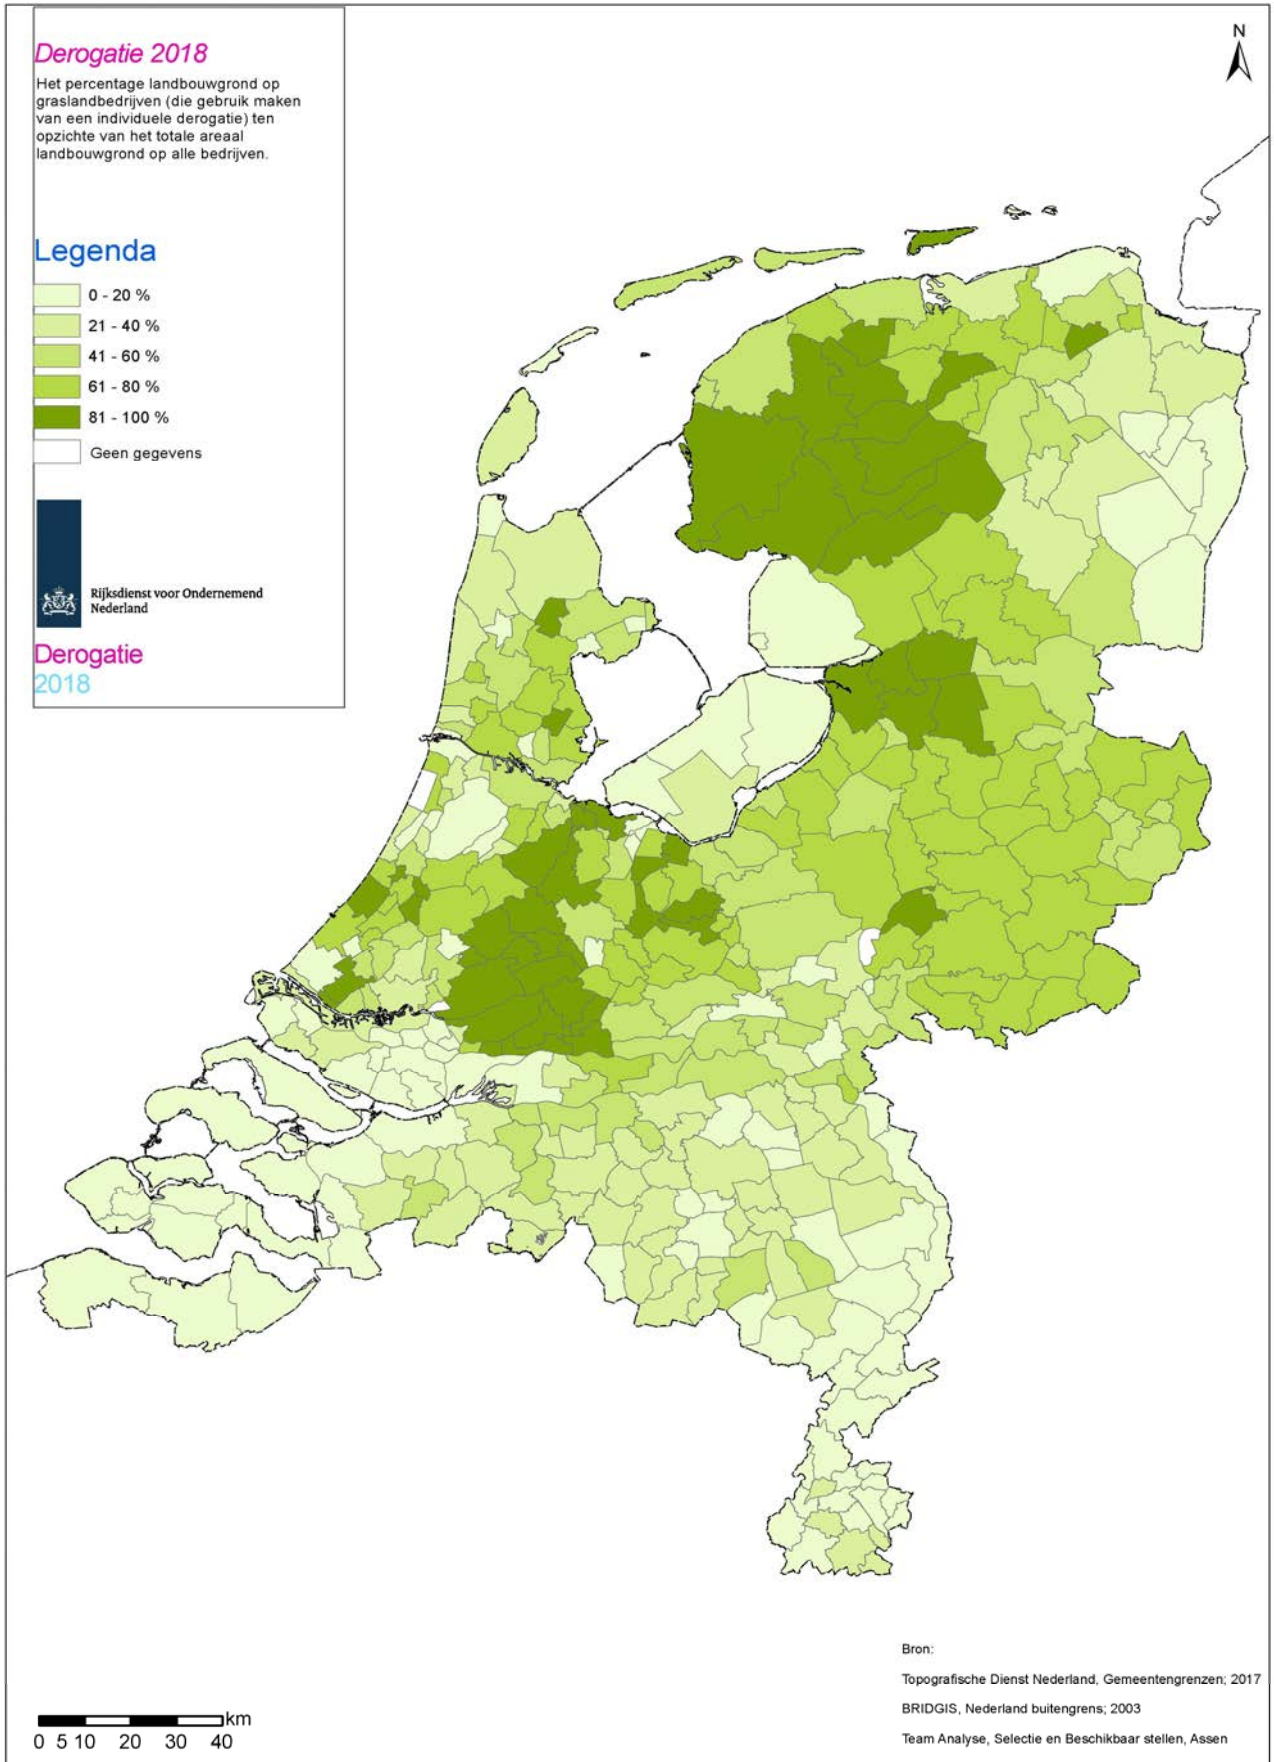 Derogatie 2018
Het percentage landbouwgrond op
graslandbedrijven (die gebruik maken
van een individuele derogatie) ten
opzichte van het totale areaal
landbouwgrond op alle bedrijven.
N
Legenda
0 - 20 %
21 - 40 %
41 - 60 %
61 - 80 %
81 - 100 %
Geen gegevens
Rijksdienst voor Ondernemend
Nederland
Derogatie
2018
km
0 5 10 20 30 40
Bron:
Topografische Dienst Nederland, Gemeentengrenzen; 2017
BRIDGIS, Nederland buitengrens; 2003
Team Analyse, Selectie en Beschikbaar stellen, Assen